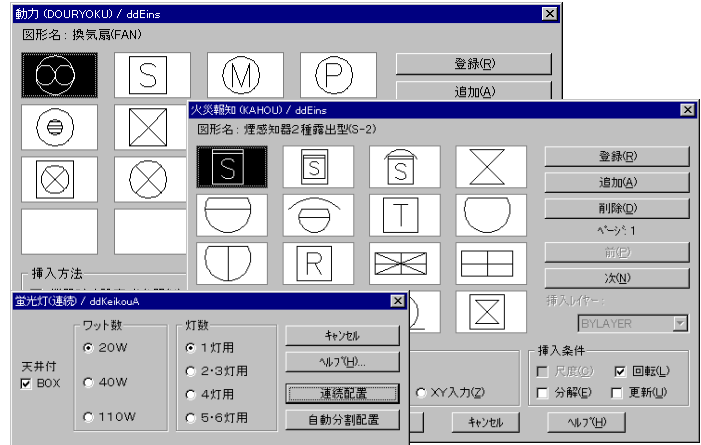 動力 (DOURYOKU) / ddEins
図形名: 換気扇(FAN)
S
M
P
登録(R)
追加(A)
挿入方法
火災報知 (KAHOU) / ddEins
図形名: 煙感知器2種露出型(S-2)
S
S
S
T
R
登録(R)
追加(A)
削除(D)
ページ: 1
前(P)
次(N)
挿入レイヤー:
BYLAYER
XY入力(Z)
挿入条件
尺度(C)
回転(L)
分解(E)
更新(U)
キャンセル
ヘルプ(H)
蛍光灯(連続) / ddKeikouA
天井付
BOX
ワット数
20W
40W
110W
灯数
1灯用
2・3灯用
4灯用
5・6灯用
キャンセル
ヘルプ(H)...
連続配置
自動分割配置